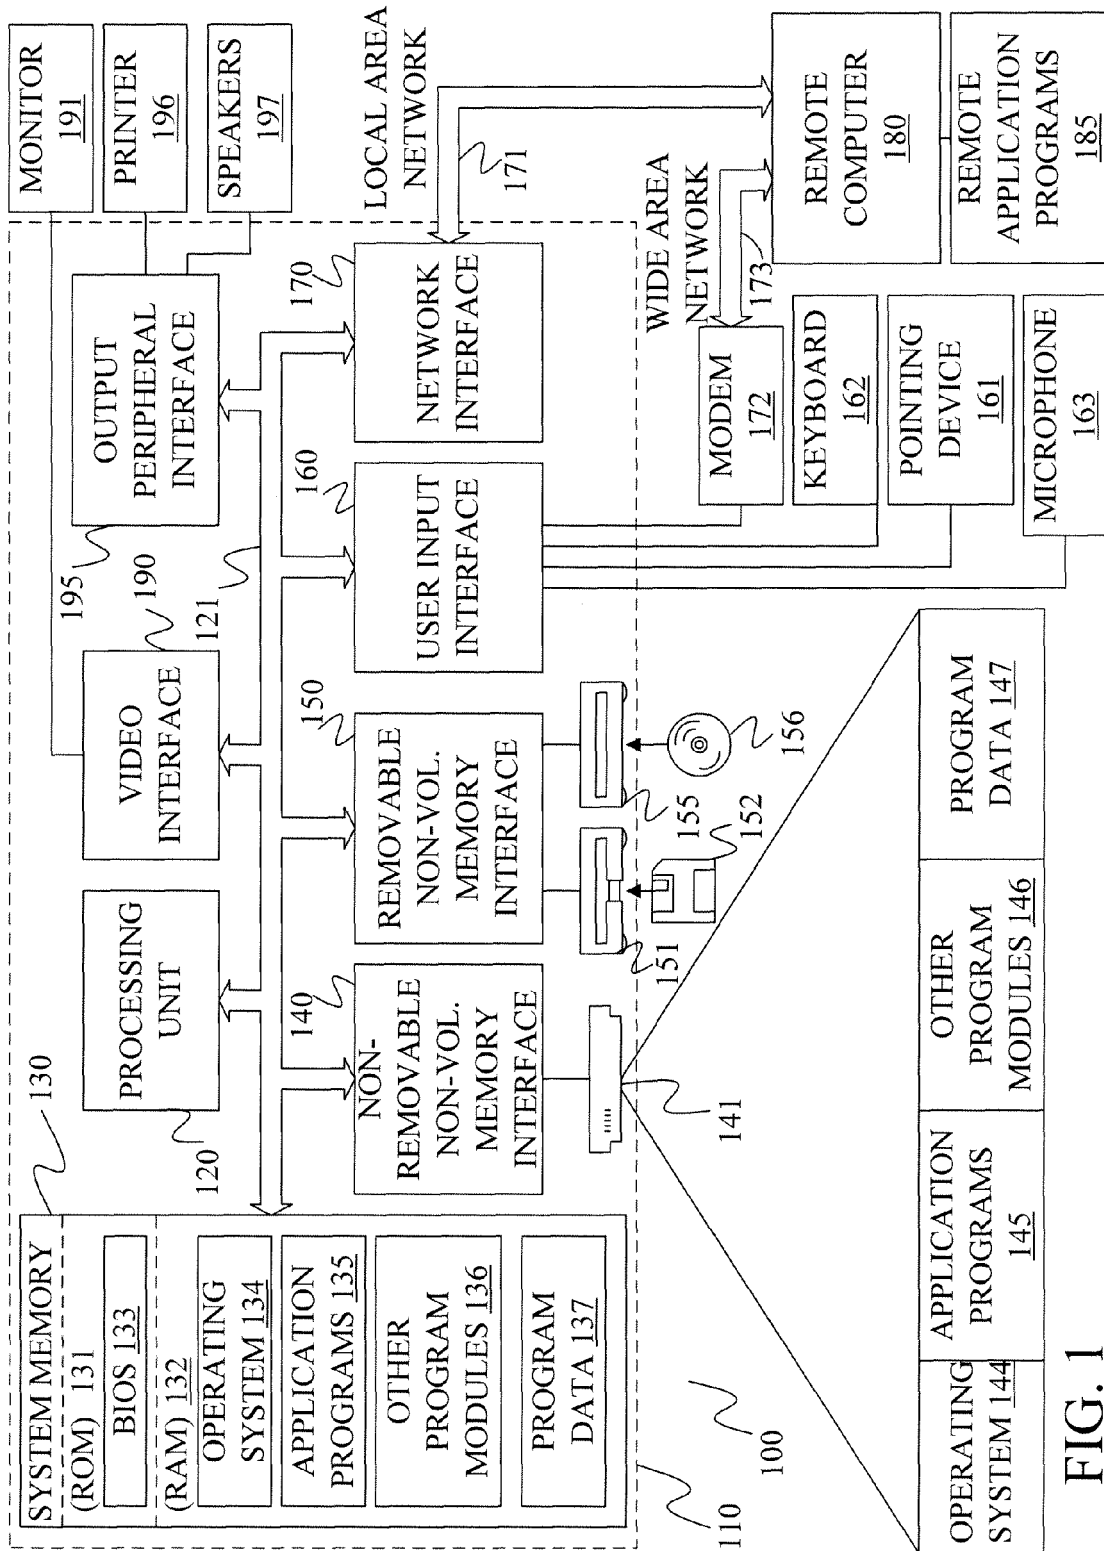 SYSTEM MEMORY
(ROM) 131
BIOS 133
(RAM) 132
OPERATING
SYSTEM 134
APPLICATION
PROGRAMS 135
OTHER
PROGRAM
MODULES 136
PROGRAM
DATA 137
130
PROCESSING
UNIT
120
VIDEO
INTERFACE
190
121
OUTPUT
PERIPHERAL
INTERFACE
195
MONITOR
191
PRINTER
196
SPEAKERS
197
NON-
REMOVABLE
NON-VOL.
MEMORY
INTERFACE
140
REMOVABLE
NON-VOL.
MEMORY
INTERFACE
150
USER INPUT
INTERFACE
160
NETWORK
INTERFACE
170
LOCAL AREA
NETWORK
171
WIDE AREA
NETWORK
173
141
151
152
155
156
MODEM
172
KEYBOARD
162
POINTING
DEVICE
161
MICROPHONE
163
REMOTE
COMPUTER
180
REMOTE
APPLICATION
PROGRAMS
185
110
100
OPERATING
SYSTEM 144
APPLICATION
PROGRAMS
145
OTHER
PROGRAM
MODULES 146
PROGRAM
DATA 147
FIG. 1